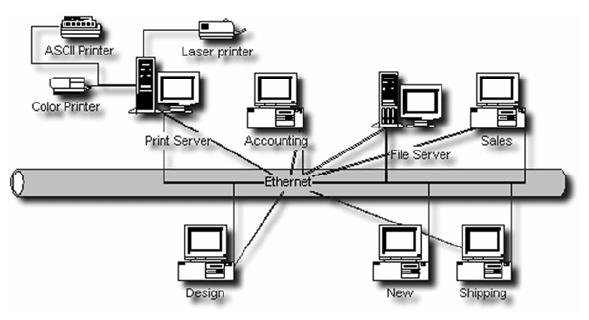 ASCII Printer
Laser printer
Color Printer
Print Server
Accounting
File Server
Sales
Ethernet
Design
New
Shipping